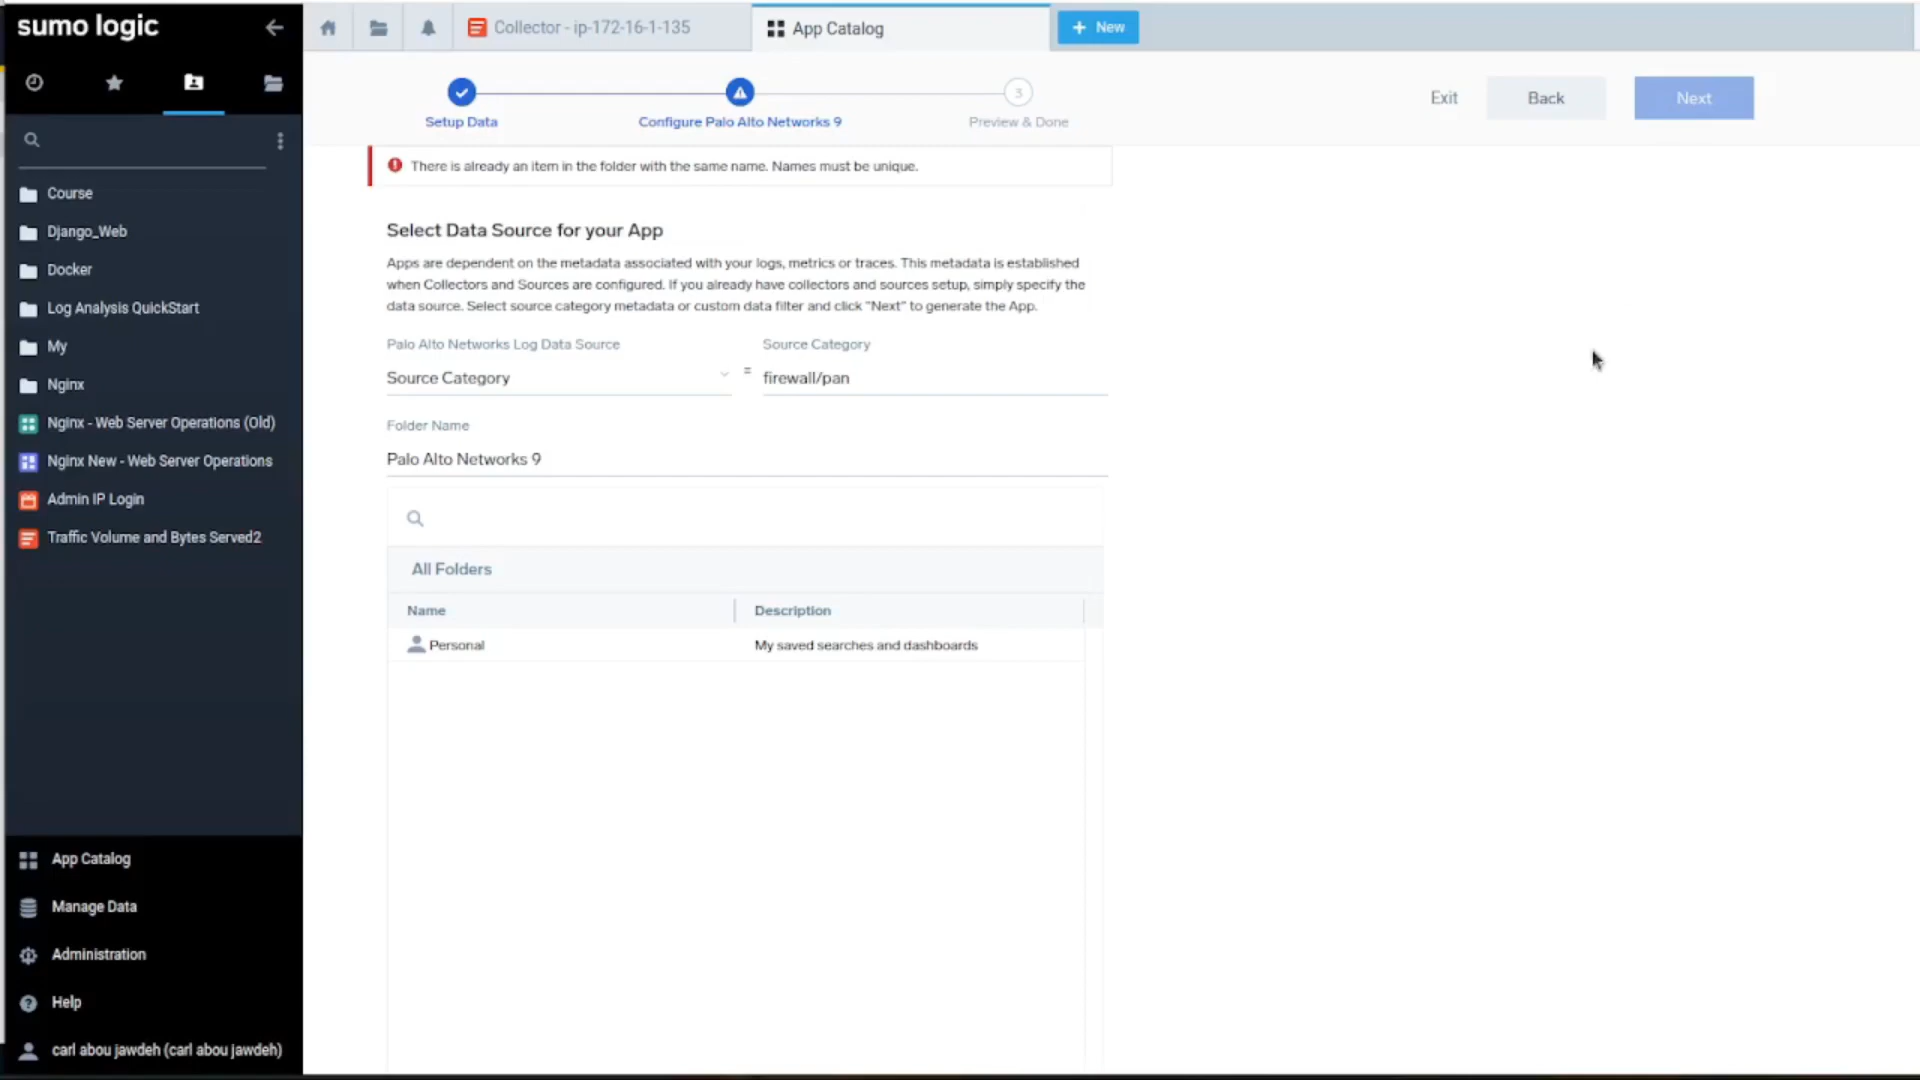 sumo logic
Collector - ip-172-16-1-135
App Catalog
+ New
Setup Data
Configure Palo Alto Networks 9
3
Preview & Done
Exit
Back
Next
Course
Django_Web
Docker
Log Analysis QuickStart
My
Nginx
Nginx - Web Server Operations (Old)
Nginx New - Web Server Operations
Admin IP Login
Traffic Volume and Bytes Served2
App Catalog
Manage Data
Administration
Help
carl abou jawdeh (carl abou jawdeh)
There is already an item in the folder with the same name. Names must be unique.
Select Data Source for your App
Apps are dependent on the metadata associated with your logs, metrics or traces. This metadata is established
when Collectors and Sources are configured. If you already have collectors and sources setup, simply specify the
data source. Select source category metadata or custom data filter and click "Next" to generate the App.
Palo Alto Networks Log Data Source
Source Category
Source Category
=
firewall/pan
Folder Name
Palo Alto Networks 9
All Folders
Name
Description
Personal
My saved searches and dashboards